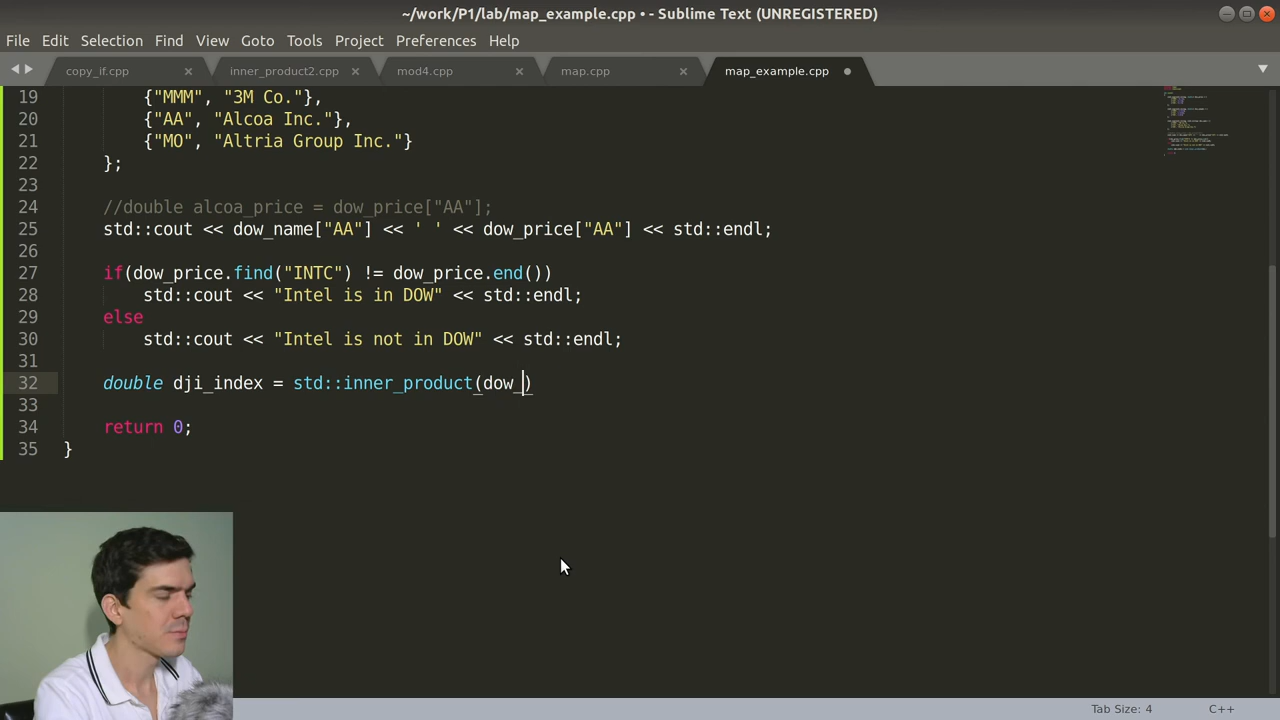 ~/work/P1/lab/map_example.cpp • - Sublime Text (UNREGISTERED)
File Edit Selection Find View Goto Tools Project Preferences Help
copy_if.cpp inner_product2.cpp mod4.cpp map.cpp map_example.cpp
19 {"MMM", "3M Co."},
20 {"AA", "Alcoa Inc."},
21 {"MO", "Altria Group Inc."}
22 };
23
24 //double alcoa_price = dow_price["AA"];
25 std::cout << dow_name["AA"] << ' ' << dow_price["AA"] << std::endl;
26
27 if(dow_price.find("INTC") != dow_price.end())
28 std::cout << "Intel is in DOW" << std::endl;
29 else
30 std::cout << "Intel is not in DOW" << std::endl;
31
32 double dji_index = std::inner_product(dow_)
33
34 return 0;
35 }
Tab Size: 4 C++